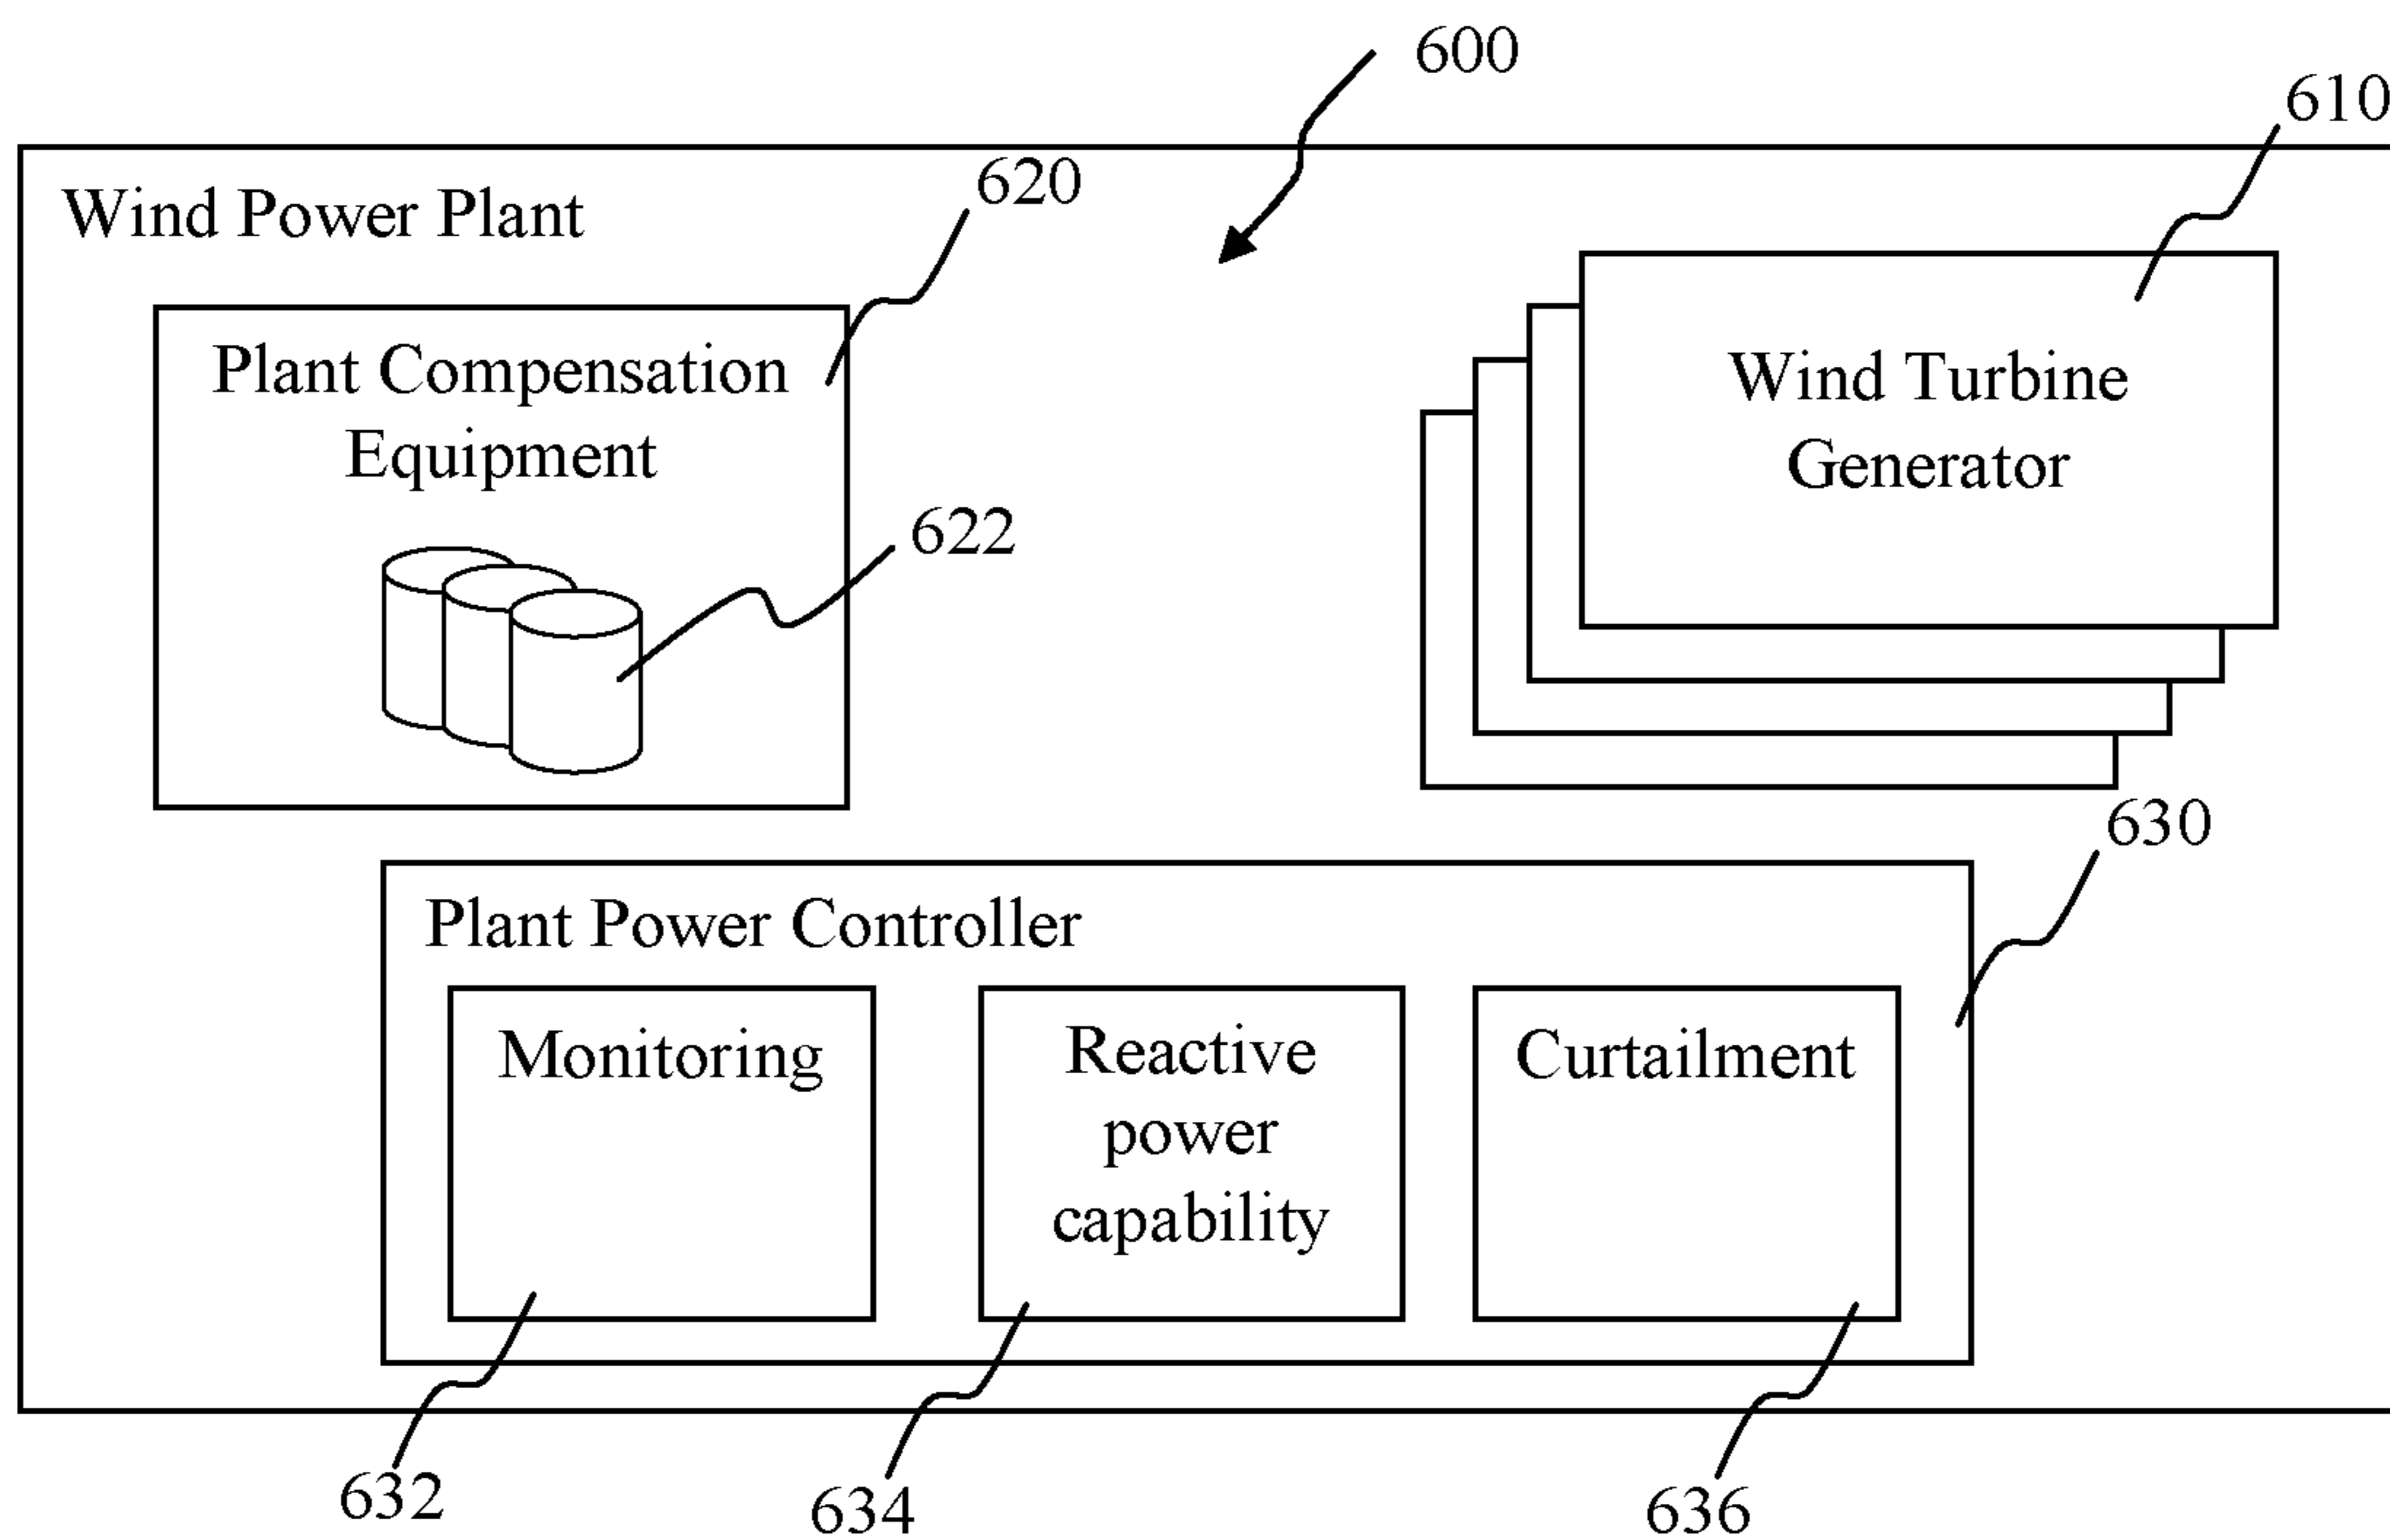 600
610
Wind Power Plant
620
Plant Compensation
Equipment
622
Wind Turbine
Generator
630
Plant Power Controller
Monitoring
Reactive
power
capability
Curtailment
632
634
636